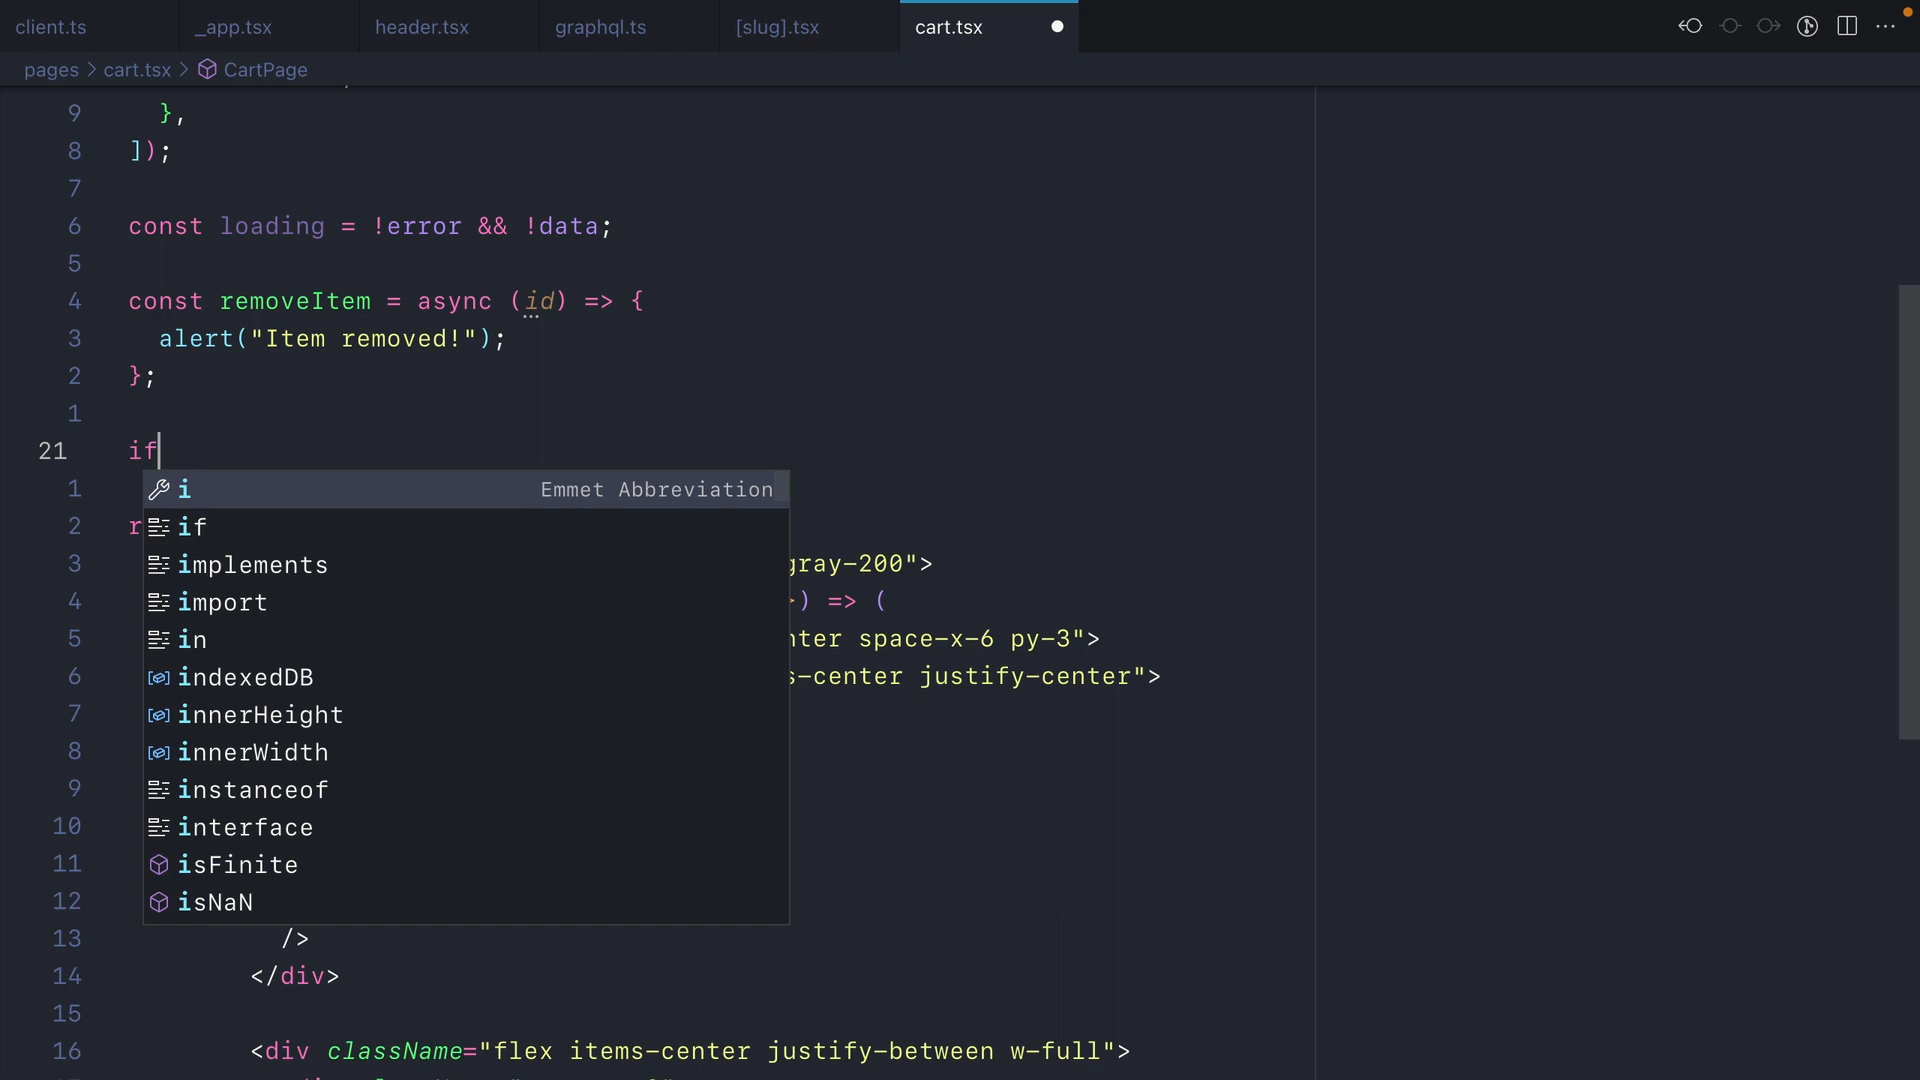 client.ts
_app.tsx
header.tsx
graphql.ts
[slug].tsx
cart.tsx
pages > cart.tsx > CartPage
9 },
8 ]);
7
6 const loading = !error && !data;
5
4 const removeItem = async (id) => {
3 alert("Item removed!");
2 };
1
21 if
1 i Emmet Abbreviation
2 r if
3 implements gray-200">
4 import ) => (
5 in nter space-x-6 py-3">
6 indexedDB s-center justify-center">
7 innerHeight
8 innerWidth
9 instanceof
10 interface
11 isFinite
12 isNaN
13 />
14 </div>
15
16 <div className="flex items-center justify-between w-full">